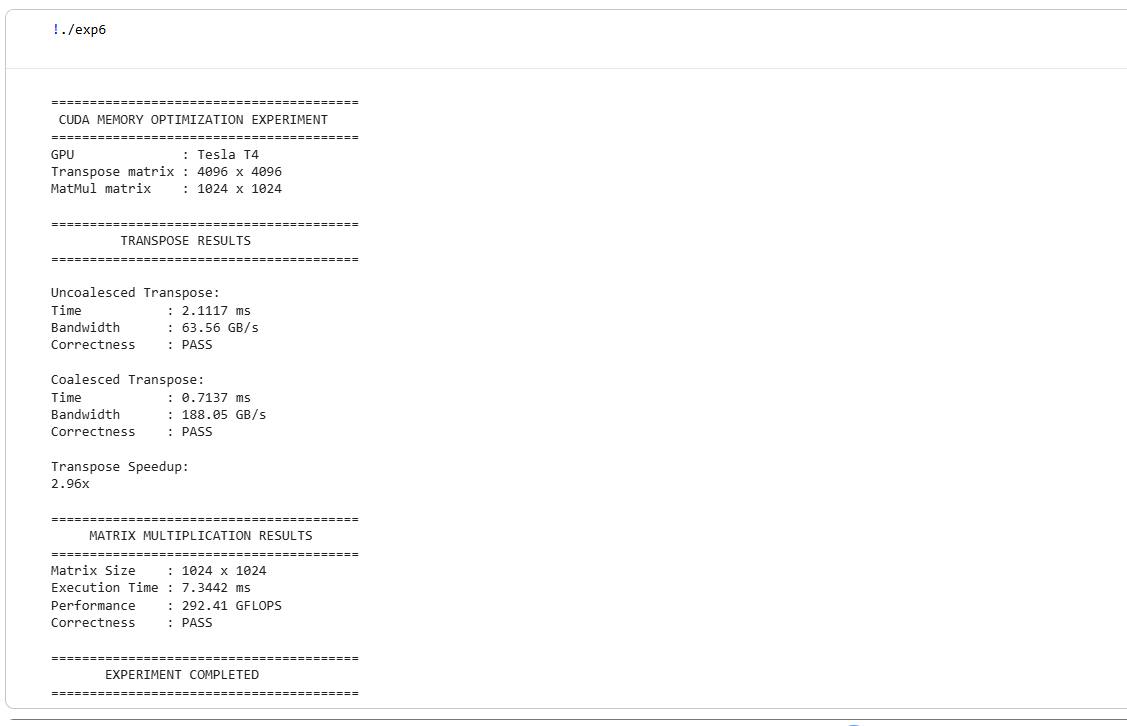 !./exp6
========================================
CUDA MEMORY OPTIMIZATION EXPERIMENT
========================================
GPU              : Tesla T4
Transpose matrix : 4096 x 4096
MatMul matrix    : 1024 x 1024
========================================
TRANSPOSE RESULTS
========================================
Uncoalesced Transpose:
Time           : 2.1117 ms
Bandwidth      : 63.56 GB/s
Correctness    : PASS
Coalesced Transpose:
Time           : 0.7137 ms
Bandwidth      : 188.05 GB/s
Correctness    : PASS
Transpose Speedup:
2.96x
========================================
MATRIX MULTIPLICATION RESULTS
========================================
Matrix Size    : 1024 x 1024
Execution Time : 7.3442 ms
Performance    : 292.41 GFLOPS
Correctness    : PASS
========================================
EXPERIMENT COMPLETED
========================================